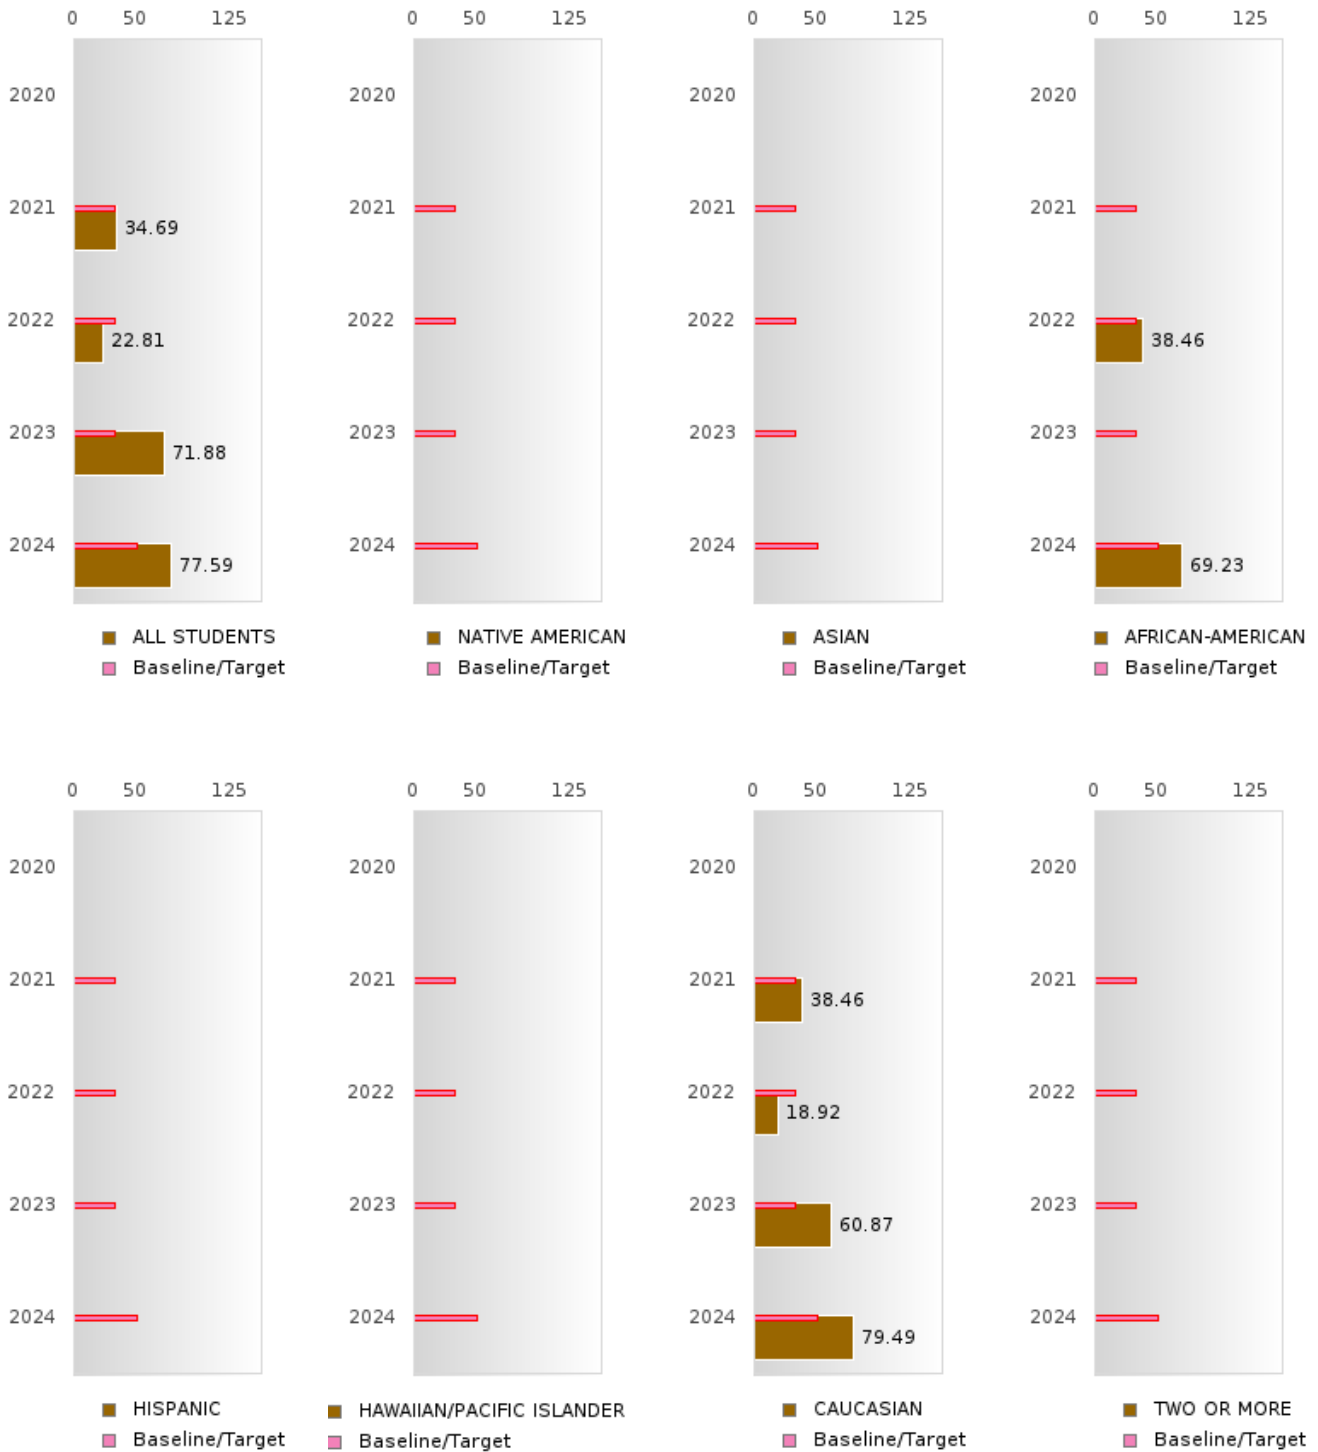 0 50 125 0 50 125 0 50 125 0 50 125
2020 2020 2020 2020
2021 2021 2021 2021
34.69
2022 2022 2022 2022
22.81 38.46
2023 2023 2023 2023
71.88
2024 2024 2024 2024
77.59 69.23
ALL STUDENTS NATIVE AMERICAN ASIAN AFRICAN-AMERICAN
Baseline/Target Baseline/Target Baseline/Target Baseline/Target
0 50 125 0 50 125 0 50 125 0 50 125
2020 2020 2020 2020
2021 2021 2021 2021
38.46
2022 2022 2022 2022
18.92
2023 2023 2023 2023
60.87
2024 2024 2024 2024
79.49
HISPANIC HAWAIIAN/PACIFIC ISLANDER CAUCASIAN TWO OR MORE
Baseline/Target Baseline/Target Baseline/Target Baseline/Target